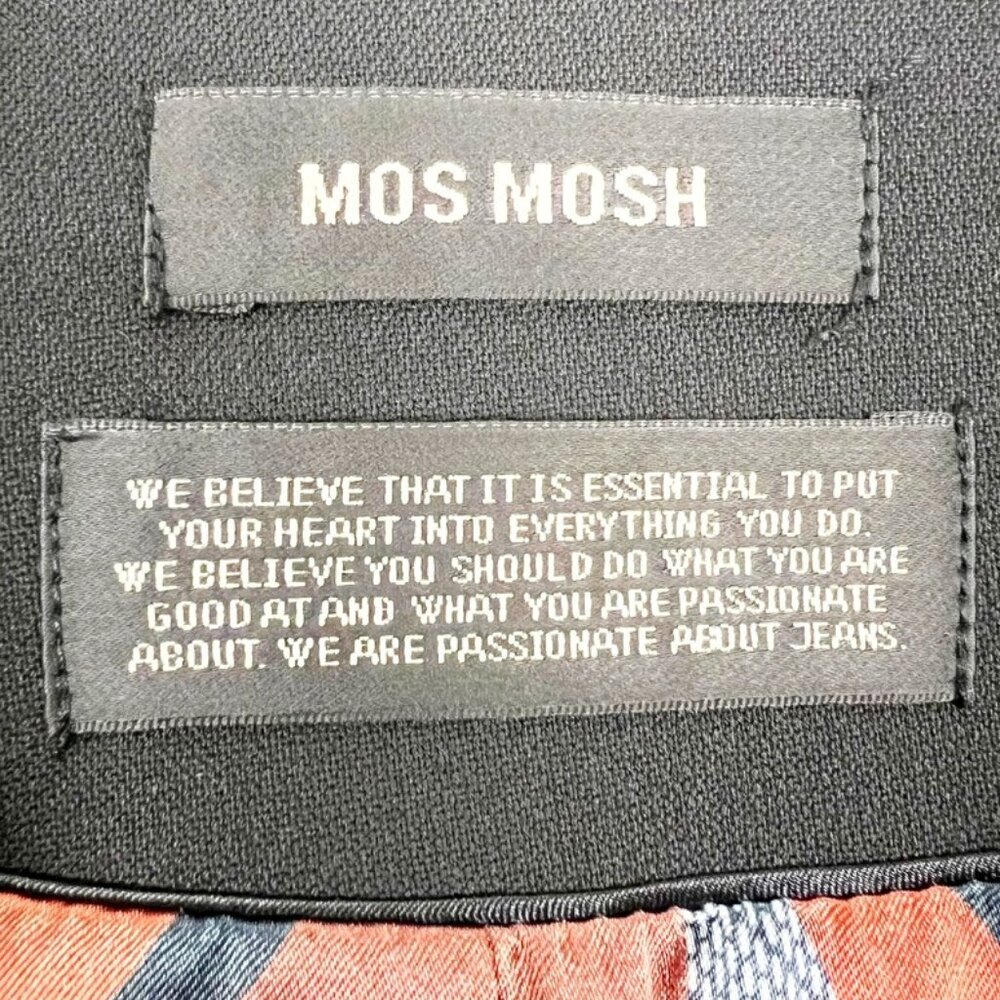 MOS MOSH
WE BELIEVE THAT IT IS ESSENTIAL TO PUT
YOUR HEART INTO EVERYTHING YOU DO.
WE BELIEVE YOU SHOULD DO WHAT YOU ARE
GOOD AT AND WHAT YOU ARE PASSIONATE
ABOUT. WE ARE PASSIONATE ABOUT JEANS.